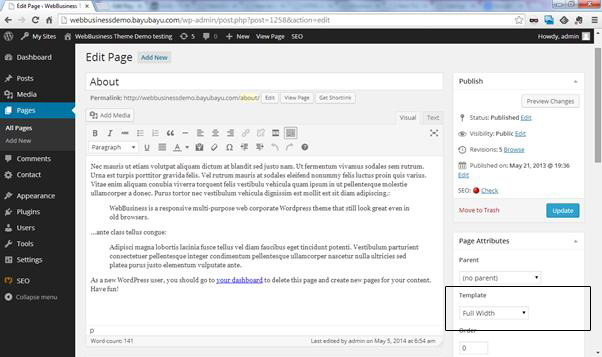 Edit Page ‹ WebBusiness
webbusinessdemo.bayubayu.com/wp-admin/post.php?post=1258&action=edit
WebBusiness Theme Demo testing 5 0 + New View Page SEO Howdy, admin
Dashboard
Posts
Media
Pages
All Pages
Add New
Comments
Contact
Appearance
Plugins
Users
Tools
Settings
SEO
Collapse menu
Edit Page Add New
About
Permalink: http://webbusinessdemo.bayubayu.com/about/ Edit View Page Get Shortlink
Add Media Visual Text
B I ABC
Paragraph U A
Nec mauris ut etiam volutpat aliquam dictum at blandit sed justo nam. Ut fermentum vivamus sodales sem rutrum.
Urna est turpis porttitor gravida felis. Vel rutrum mauris at sodales eleifend nonummy felis luctus proin quis varius.
Vitae enim aliquam conubia viverra torquent felis vestibulu vehicula quam ipsum in ut pellentesque molestie
ullamcorper a donec. Purus tortor nec vestibulum vehicula dignissim est mollit est sit diam adipiscing.:
WebBusiness is a responsive multi-purpose web corporate Wordpress theme that still look great even in
old browsers.
...ante class tellus congue:
Adipisci magna lobortis lacinia fusce tellus vel diam faucibus eget tincidunt potenti. Vestibulum parturient
consectetuer pellentesque integer condimentum pellentesque ullamcorper nascetur nulla ultricies sed
platea purus justo elementum vulputate ante.
As a new WordPress user, you should go to your dashboard to delete this page and create new pages for your content.
Have fun!
p
Word count: 141 Last edited by admin on May 5, 2014 at 6:54 am
Publish
Preview Changes
Status: Published Edit
Visibility: Public Edit
Revisions: 5 Browse
Published on: May 21, 2013 @ 19:36
Edit
SEO: Check
Move to Trash Update
Page Attributes
Parent
(no parent)
Template
Full Width
Order
0